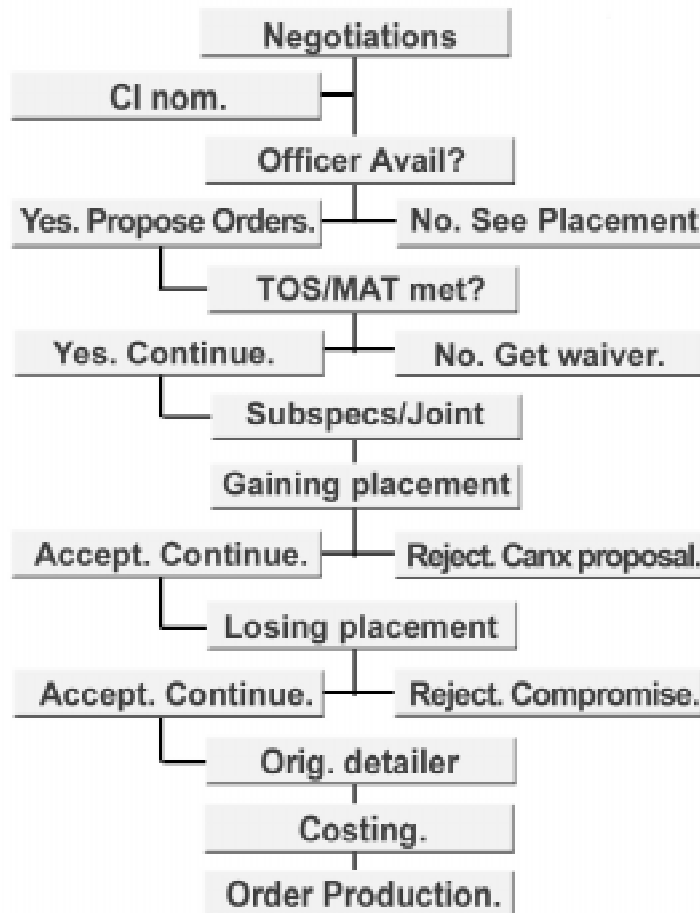 Negotiations
CI nom.
Officer Avail?
Yes. Propose Orders.
No. See Placement
TOS/MAT met?
Yes. Continue.
No. Get waiver.
Subspecs/Joint
Gaining placement
Accept. Continue.
Reject. Canx proposal.
Losing placement
Accept. Continue.
Reject. Compromise.
Orig. detailer
Costing.
Order Production.